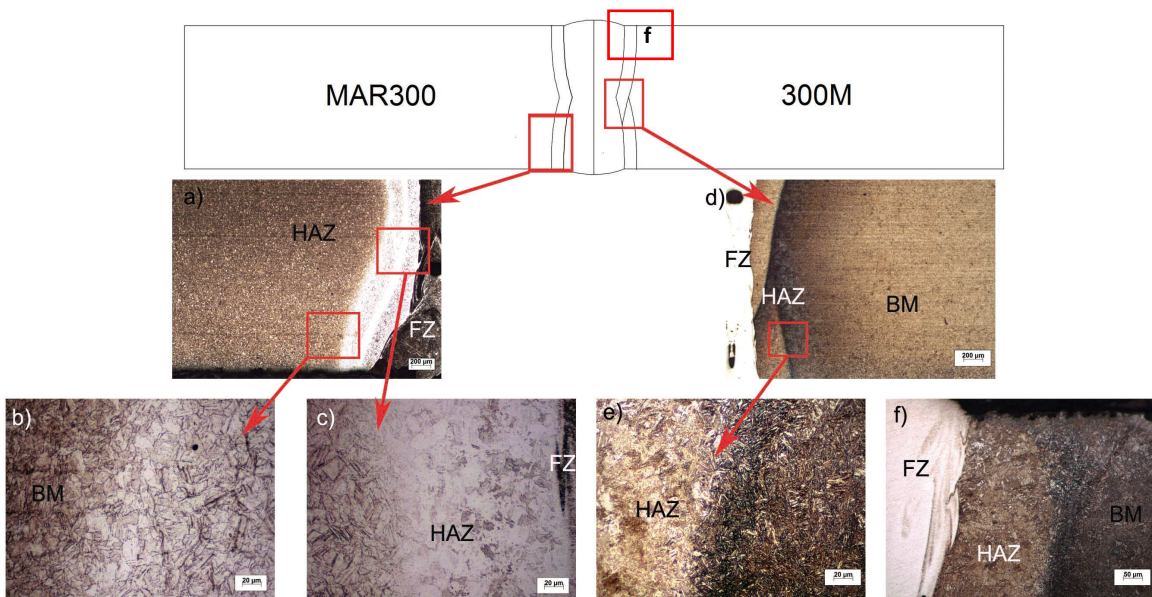 f
MAR300
300M
a)
HAZ
FZ
200 µm
d)
FZ
HAZ
BM
200 µm
b)
BM
20 µm
c)
FZ
HAZ
20 µm
e)
HAZ
20 µm
f)
FZ
HAZ
BM
50 µm